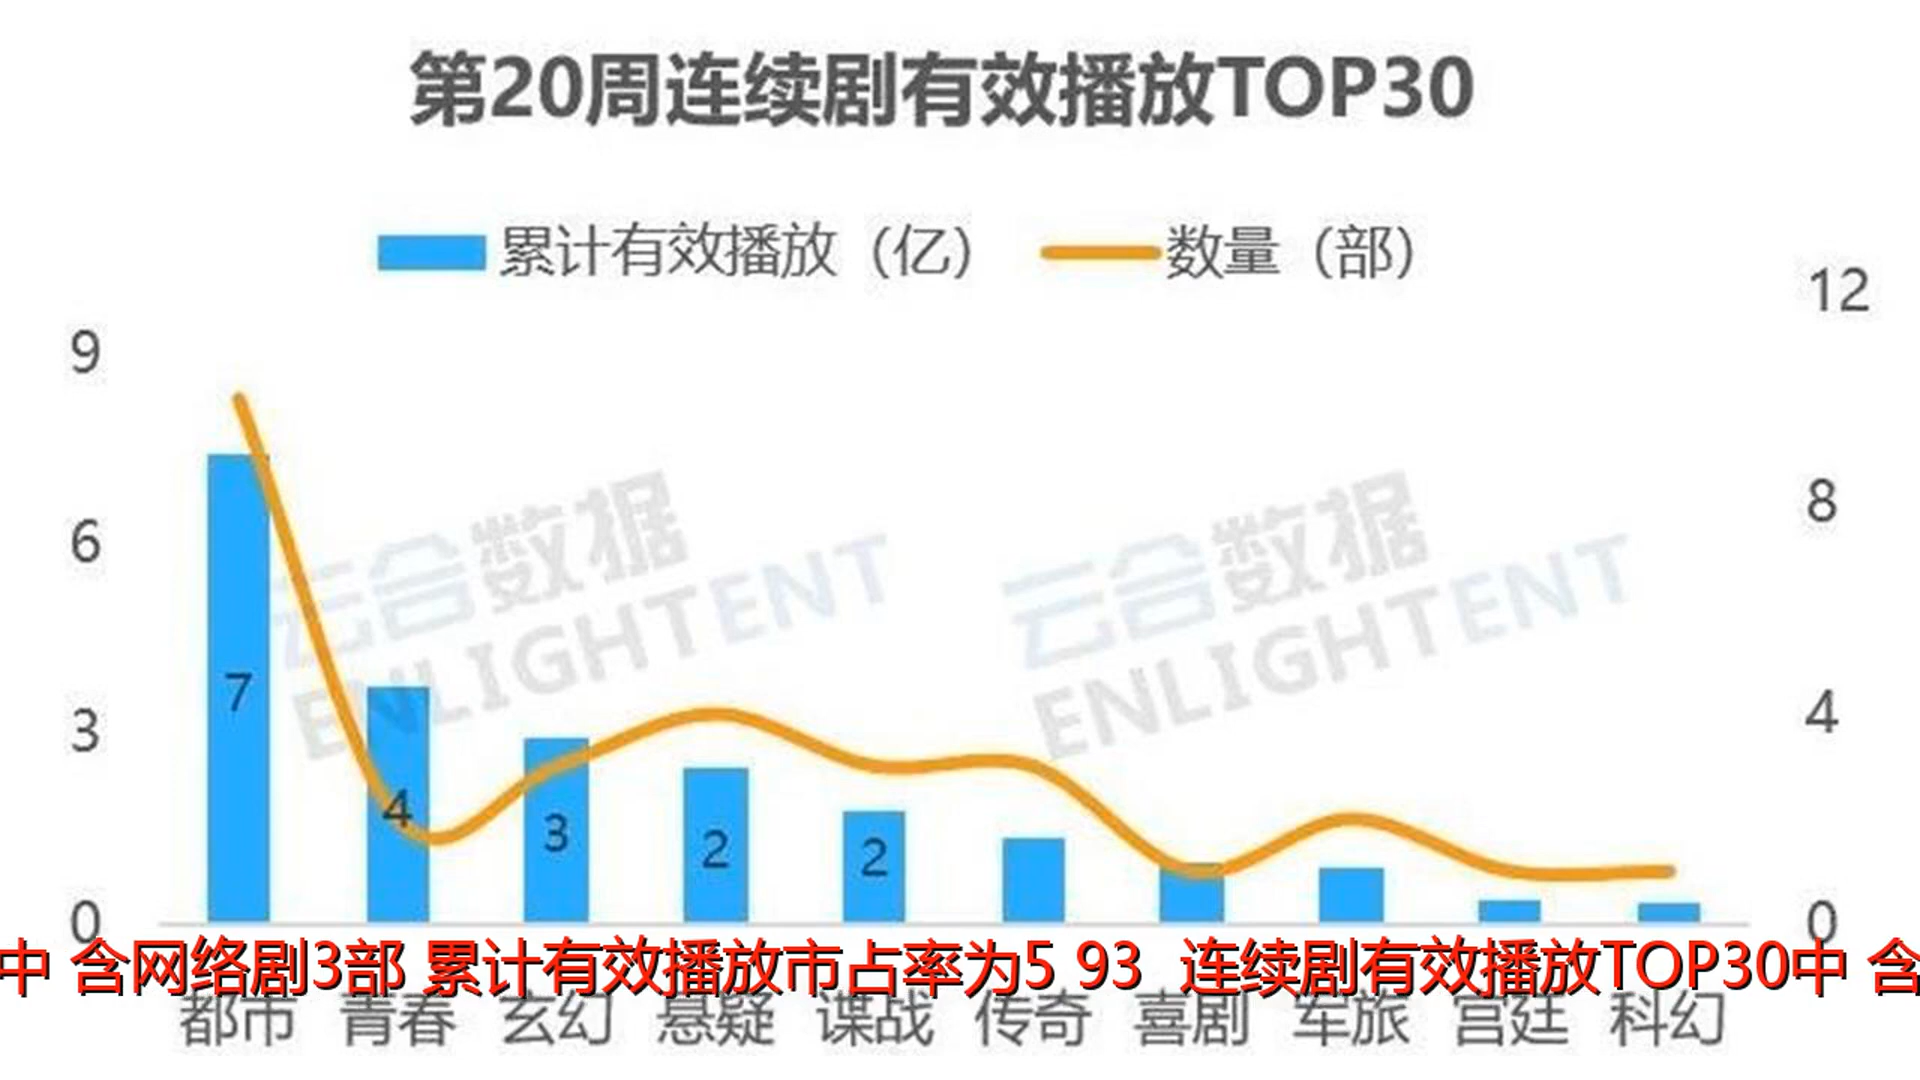 第20周连续剧有效播放TOP30
累计有效播放（亿） 数量（部）
12
9
8
6
4
3
0
0
7
4
3
2
2
云合数据
ENLIGHTENT
云合数据
ENLIGHTENT
中 含网络剧3部 累计有效播放市占率为5 93 连续剧有效播放TOP30中 含
都市 青春 玄幻 悬疑 谍战 传奇 喜剧 军旅 宫廷 科幻